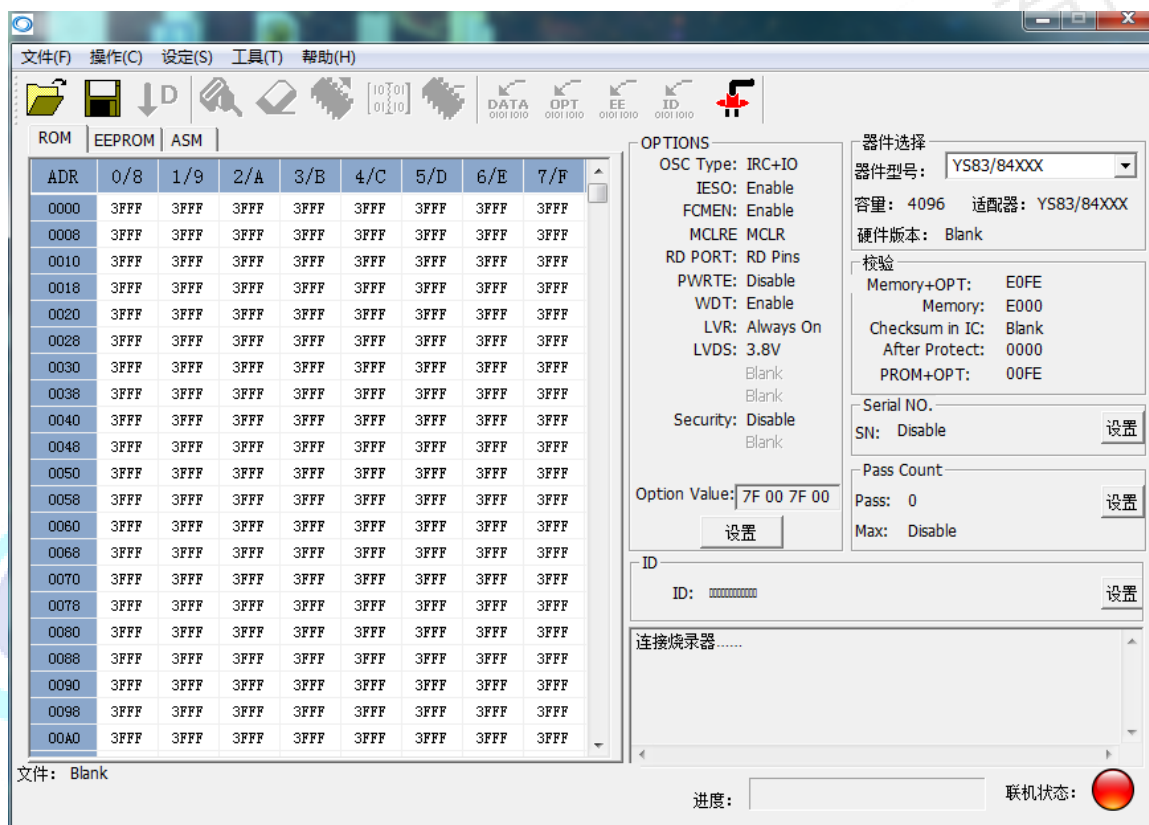 文件(F) 操作(C) 设定(S) 工具(T) 帮助(H)
D DATA OPT EE ID
ROM EEPROM ASM
ADR 0/8 1/9 2/A 3/B 4/C 5/D 6/E 7/F
0000 3FFF 3FFF 3FFF 3FFF 3FFF 3FFF 3FFF 3FFF
0008 3FFF 3FFF 3FFF 3FFF 3FFF 3FFF 3FFF 3FFF
0010 3FFF 3FFF 3FFF 3FFF 3FFF 3FFF 3FFF 3FFF
0018 3FFF 3FFF 3FFF 3FFF 3FFF 3FFF 3FFF 3FFF
0020 3FFF 3FFF 3FFF 3FFF 3FFF 3FFF 3FFF 3FFF
0028 3FFF 3FFF 3FFF 3FFF 3FFF 3FFF 3FFF 3FFF
0030 3FFF 3FFF 3FFF 3FFF 3FFF 3FFF 3FFF 3FFF
0038 3FFF 3FFF 3FFF 3FFF 3FFF 3FFF 3FFF 3FFF
0040 3FFF 3FFF 3FFF 3FFF 3FFF 3FFF 3FFF 3FFF
0048 3FFF 3FFF 3FFF 3FFF 3FFF 3FFF 3FFF 3FFF
0050 3FFF 3FFF 3FFF 3FFF 3FFF 3FFF 3FFF 3FFF
0058 3FFF 3FFF 3FFF 3FFF 3FFF 3FFF 3FFF 3FFF
0060 3FFF 3FFF 3FFF 3FFF 3FFF 3FFF 3FFF 3FFF
0068 3FFF 3FFF 3FFF 3FFF 3FFF 3FFF 3FFF 3FFF
0070 3FFF 3FFF 3FFF 3FFF 3FFF 3FFF 3FFF 3FFF
0078 3FFF 3FFF 3FFF 3FFF 3FFF 3FFF 3FFF 3FFF
0080 3FFF 3FFF 3FFF 3FFF 3FFF 3FFF 3FFF 3FFF
0088 3FFF 3FFF 3FFF 3FFF 3FFF 3FFF 3FFF 3FFF
0090 3FFF 3FFF 3FFF 3FFF 3FFF 3FFF 3FFF 3FFF
0098 3FFF 3FFF 3FFF 3FFF 3FFF 3FFF 3FFF 3FFF
00A0 3FFF 3FFF 3FFF 3FFF 3FFF 3FFF 3FFF 3FFF
文件: Blank
OPTIONS
OSC Type: IRC+IO
IESO: Enable
FCMEN: Enable
MCLRE MCLR
RD PORT: RD Pins
PWRTE: Disable
WDT: Enable
LVR: Always On
LVDS: 3.8V
Blank
Blank
Security: Disable
Blank
Option Value: 7F 00 7F 00
设置
器件选择
器件型号: YS83/84XXX
容量: 4096 适配器: YS83/84XXX
硬件版本: Blank
校验
Memory+OPT: E0FE
Memory: E000
Checksum in IC: Blank
After Protect: 0000
PROM+OPT: 00FE
Serial NO.
SN: Disable 设置
Pass Count
Pass: 0 设置
Max: Disable
ID
ID: 设置
连接烧录器......
进度: 联机状态: